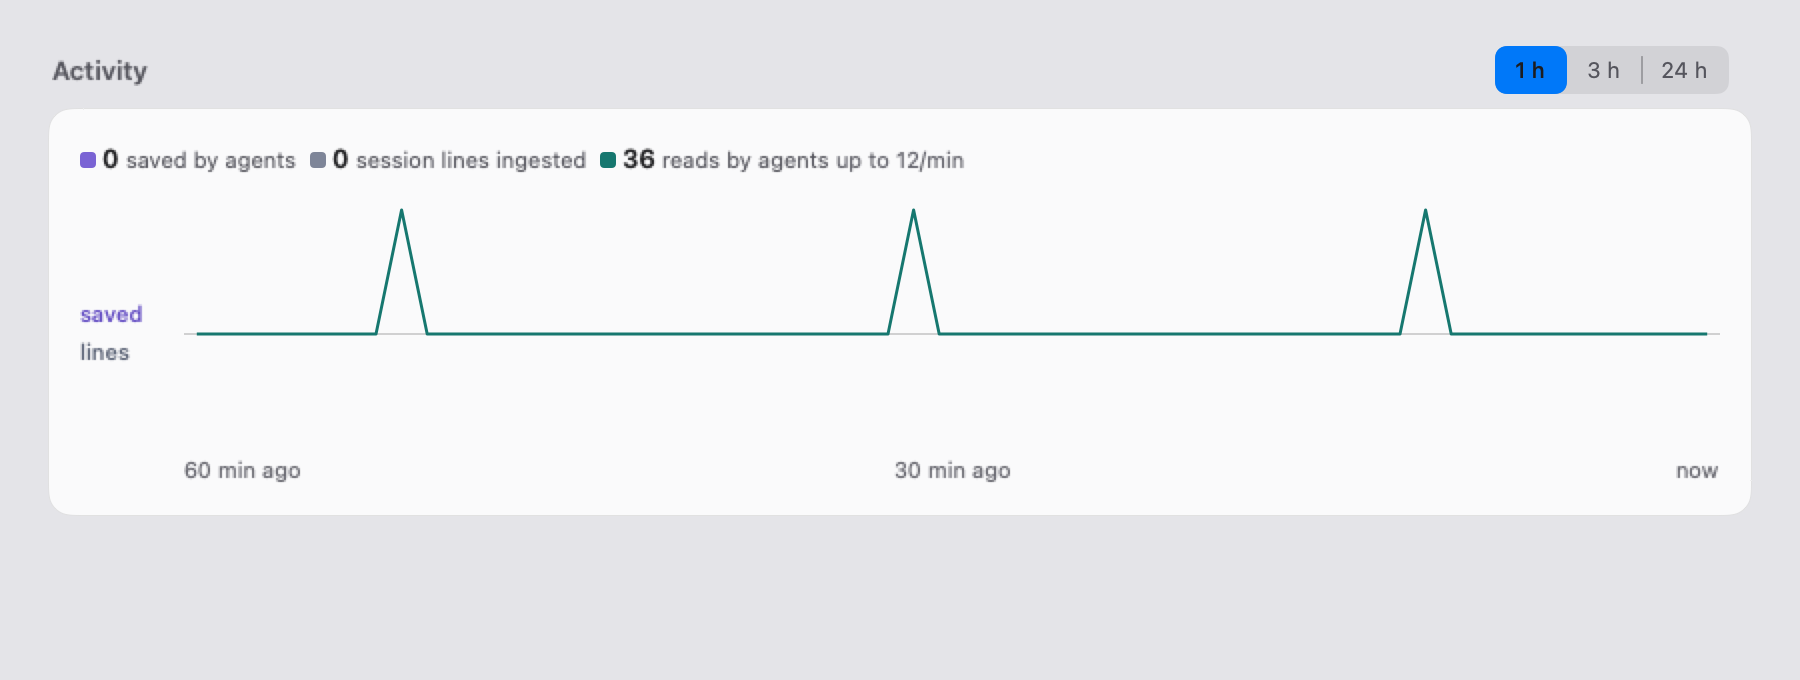 Activity
1 h 3 h 24 h
0 saved by agents 0 session lines ingested 36 reads by agents up to 12/min
saved
lines
60 min ago 30 min ago now